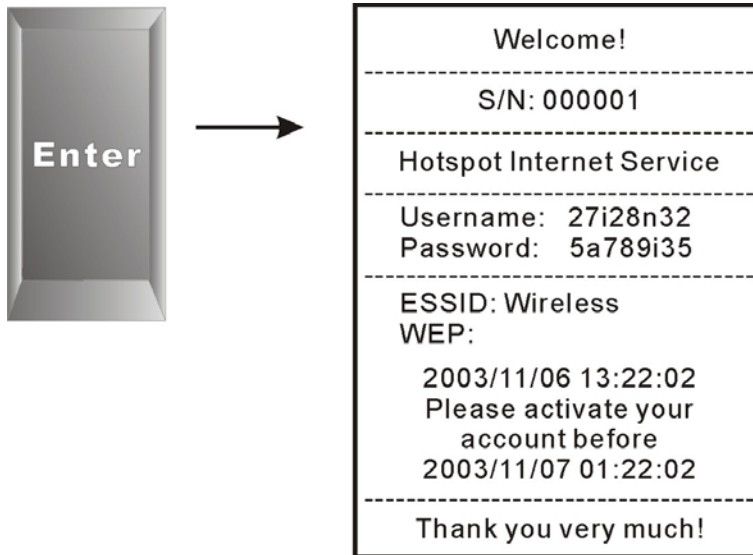 Enter
Welcome!
S/N: 000001
Hotspot Internet Service
Username: 27i28n32
Password: 5a789i35
ESSID: Wireless
WEP:
2003/11/06 13:22:02
Please activate your
account before
2003/11/07 01:22:02
Thank you very much!